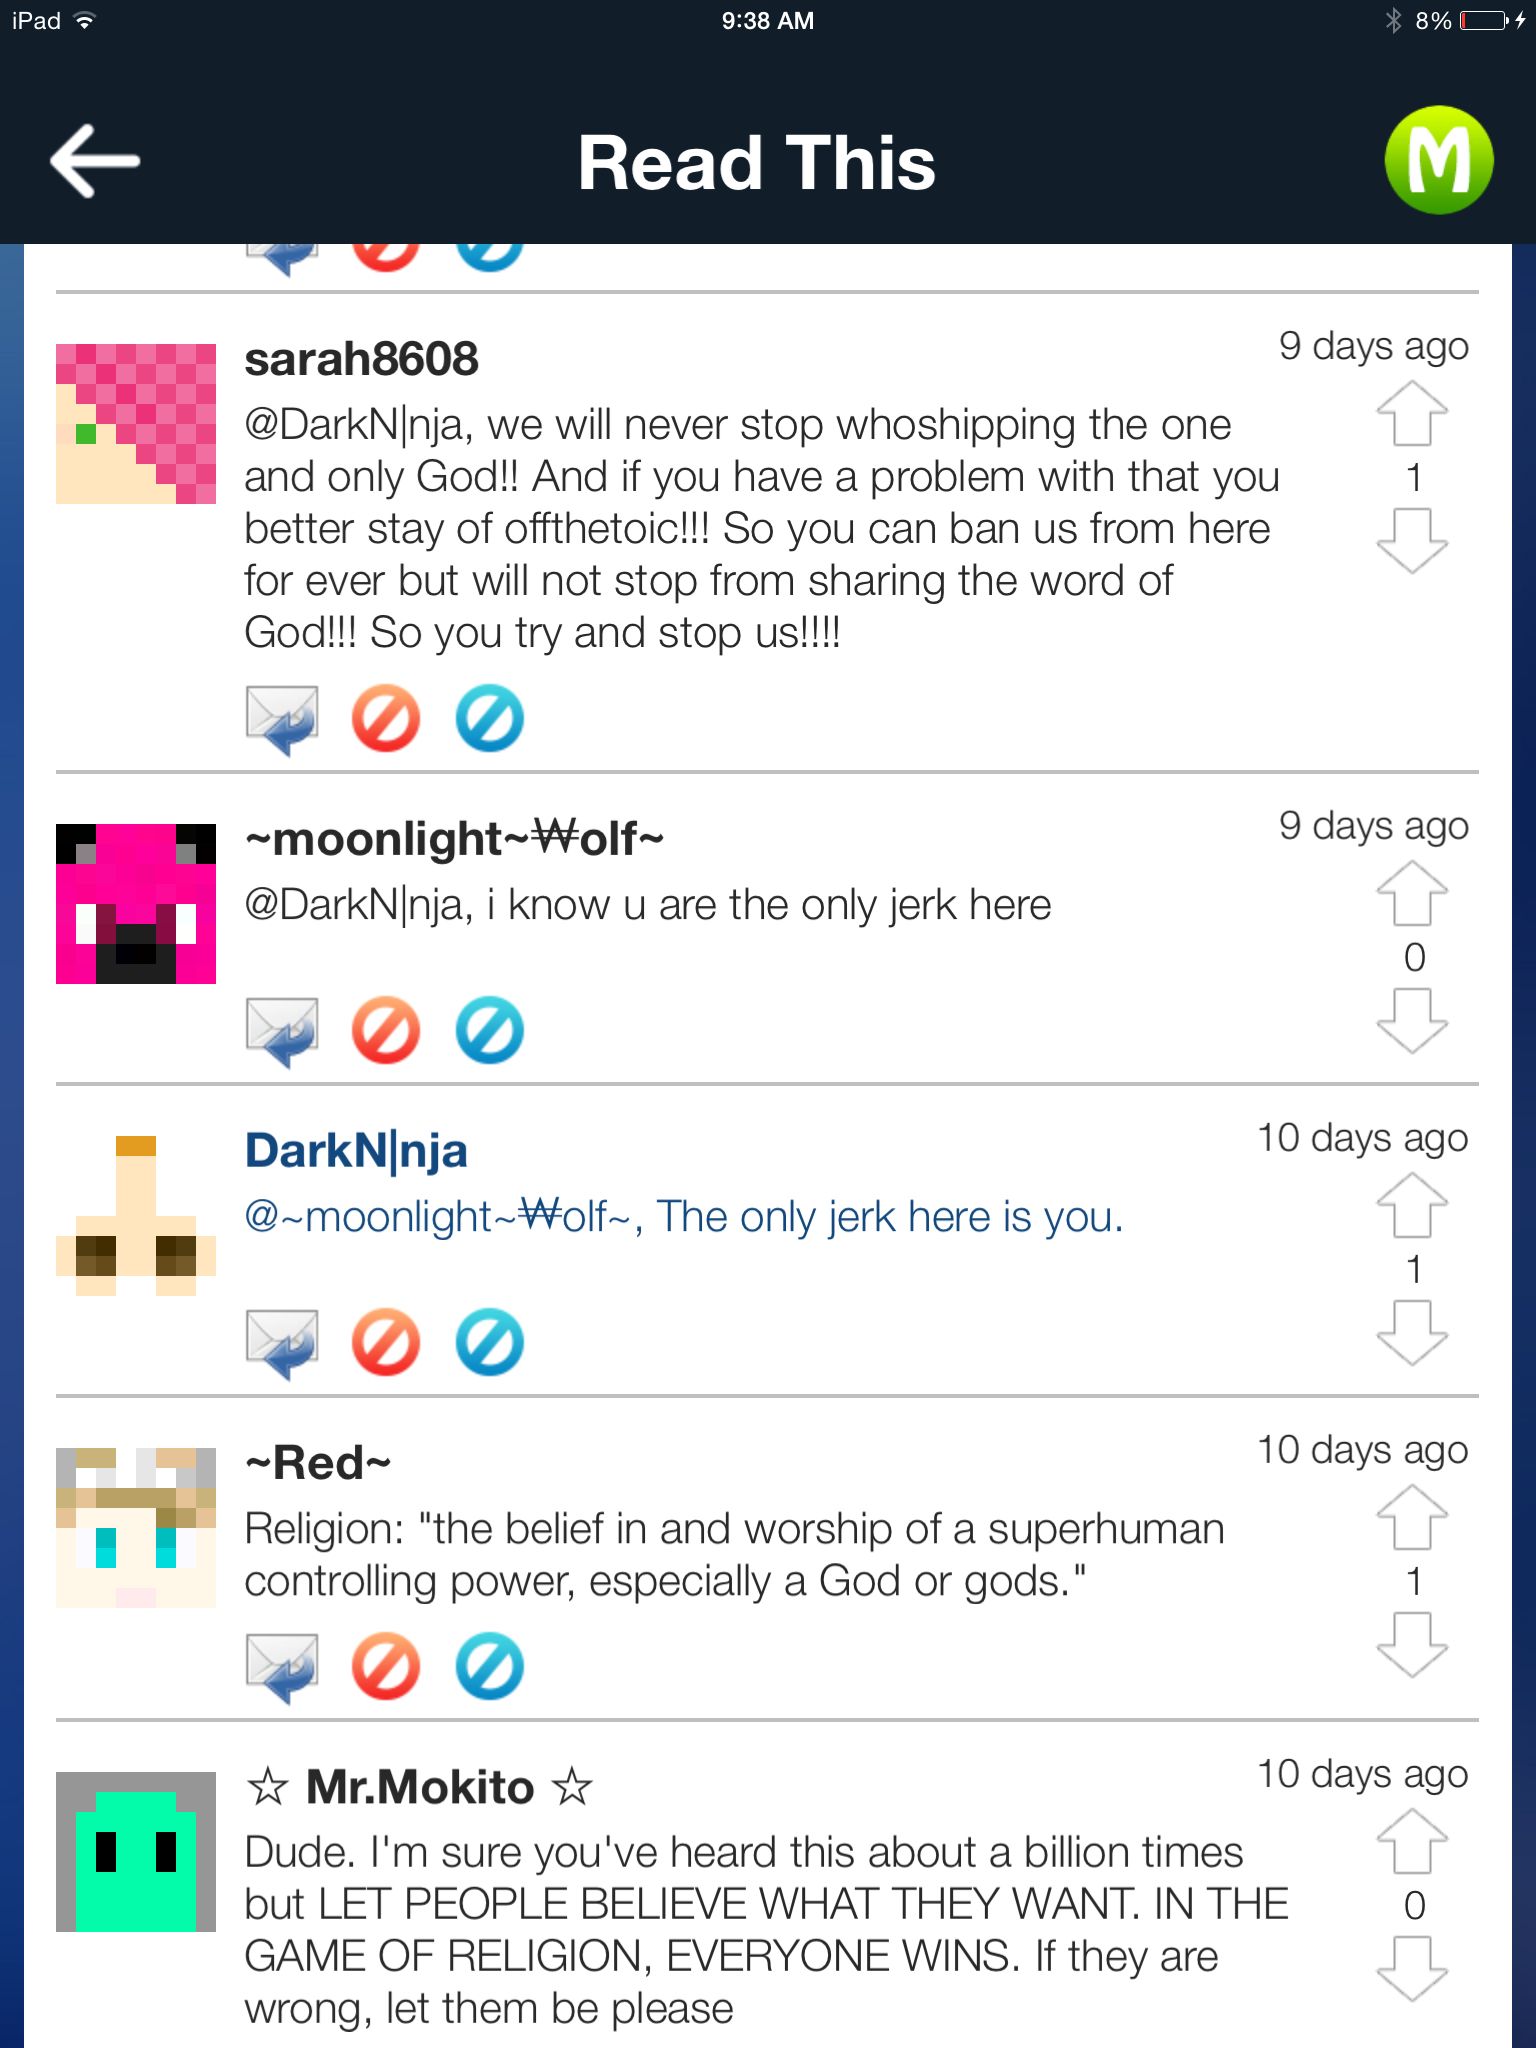 iPad 9:38 AM 8%
Read This
M
sarah8608 9 days ago
@DarkN|nja, we will never stop whoshipping the one
and only God!! And if you have a problem with that you
better stay of offthetoic!!! So you can ban us from here
for ever but will not stop from sharing the word of
God!!! So you try and stop us!!!!
1
~moonlight~₩olf~ 9 days ago
@DarkN|nja, i know u are the only jerk here
0
DarkN|nja 10 days ago
@~moonlight~₩olf~, The only jerk here is you.
1
~Red~ 10 days ago
Religion: "the belief in and worship of a superhuman
controlling power, especially a God or gods."
1
☆ Mr.Mokito ☆ 10 days ago
Dude. I'm sure you've heard this about a billion times
but LET PEOPLE BELIEVE WHAT THEY WANT. IN THE
GAME OF RELIGION, EVERYONE WINS. If they are
wrong, let them be please
0